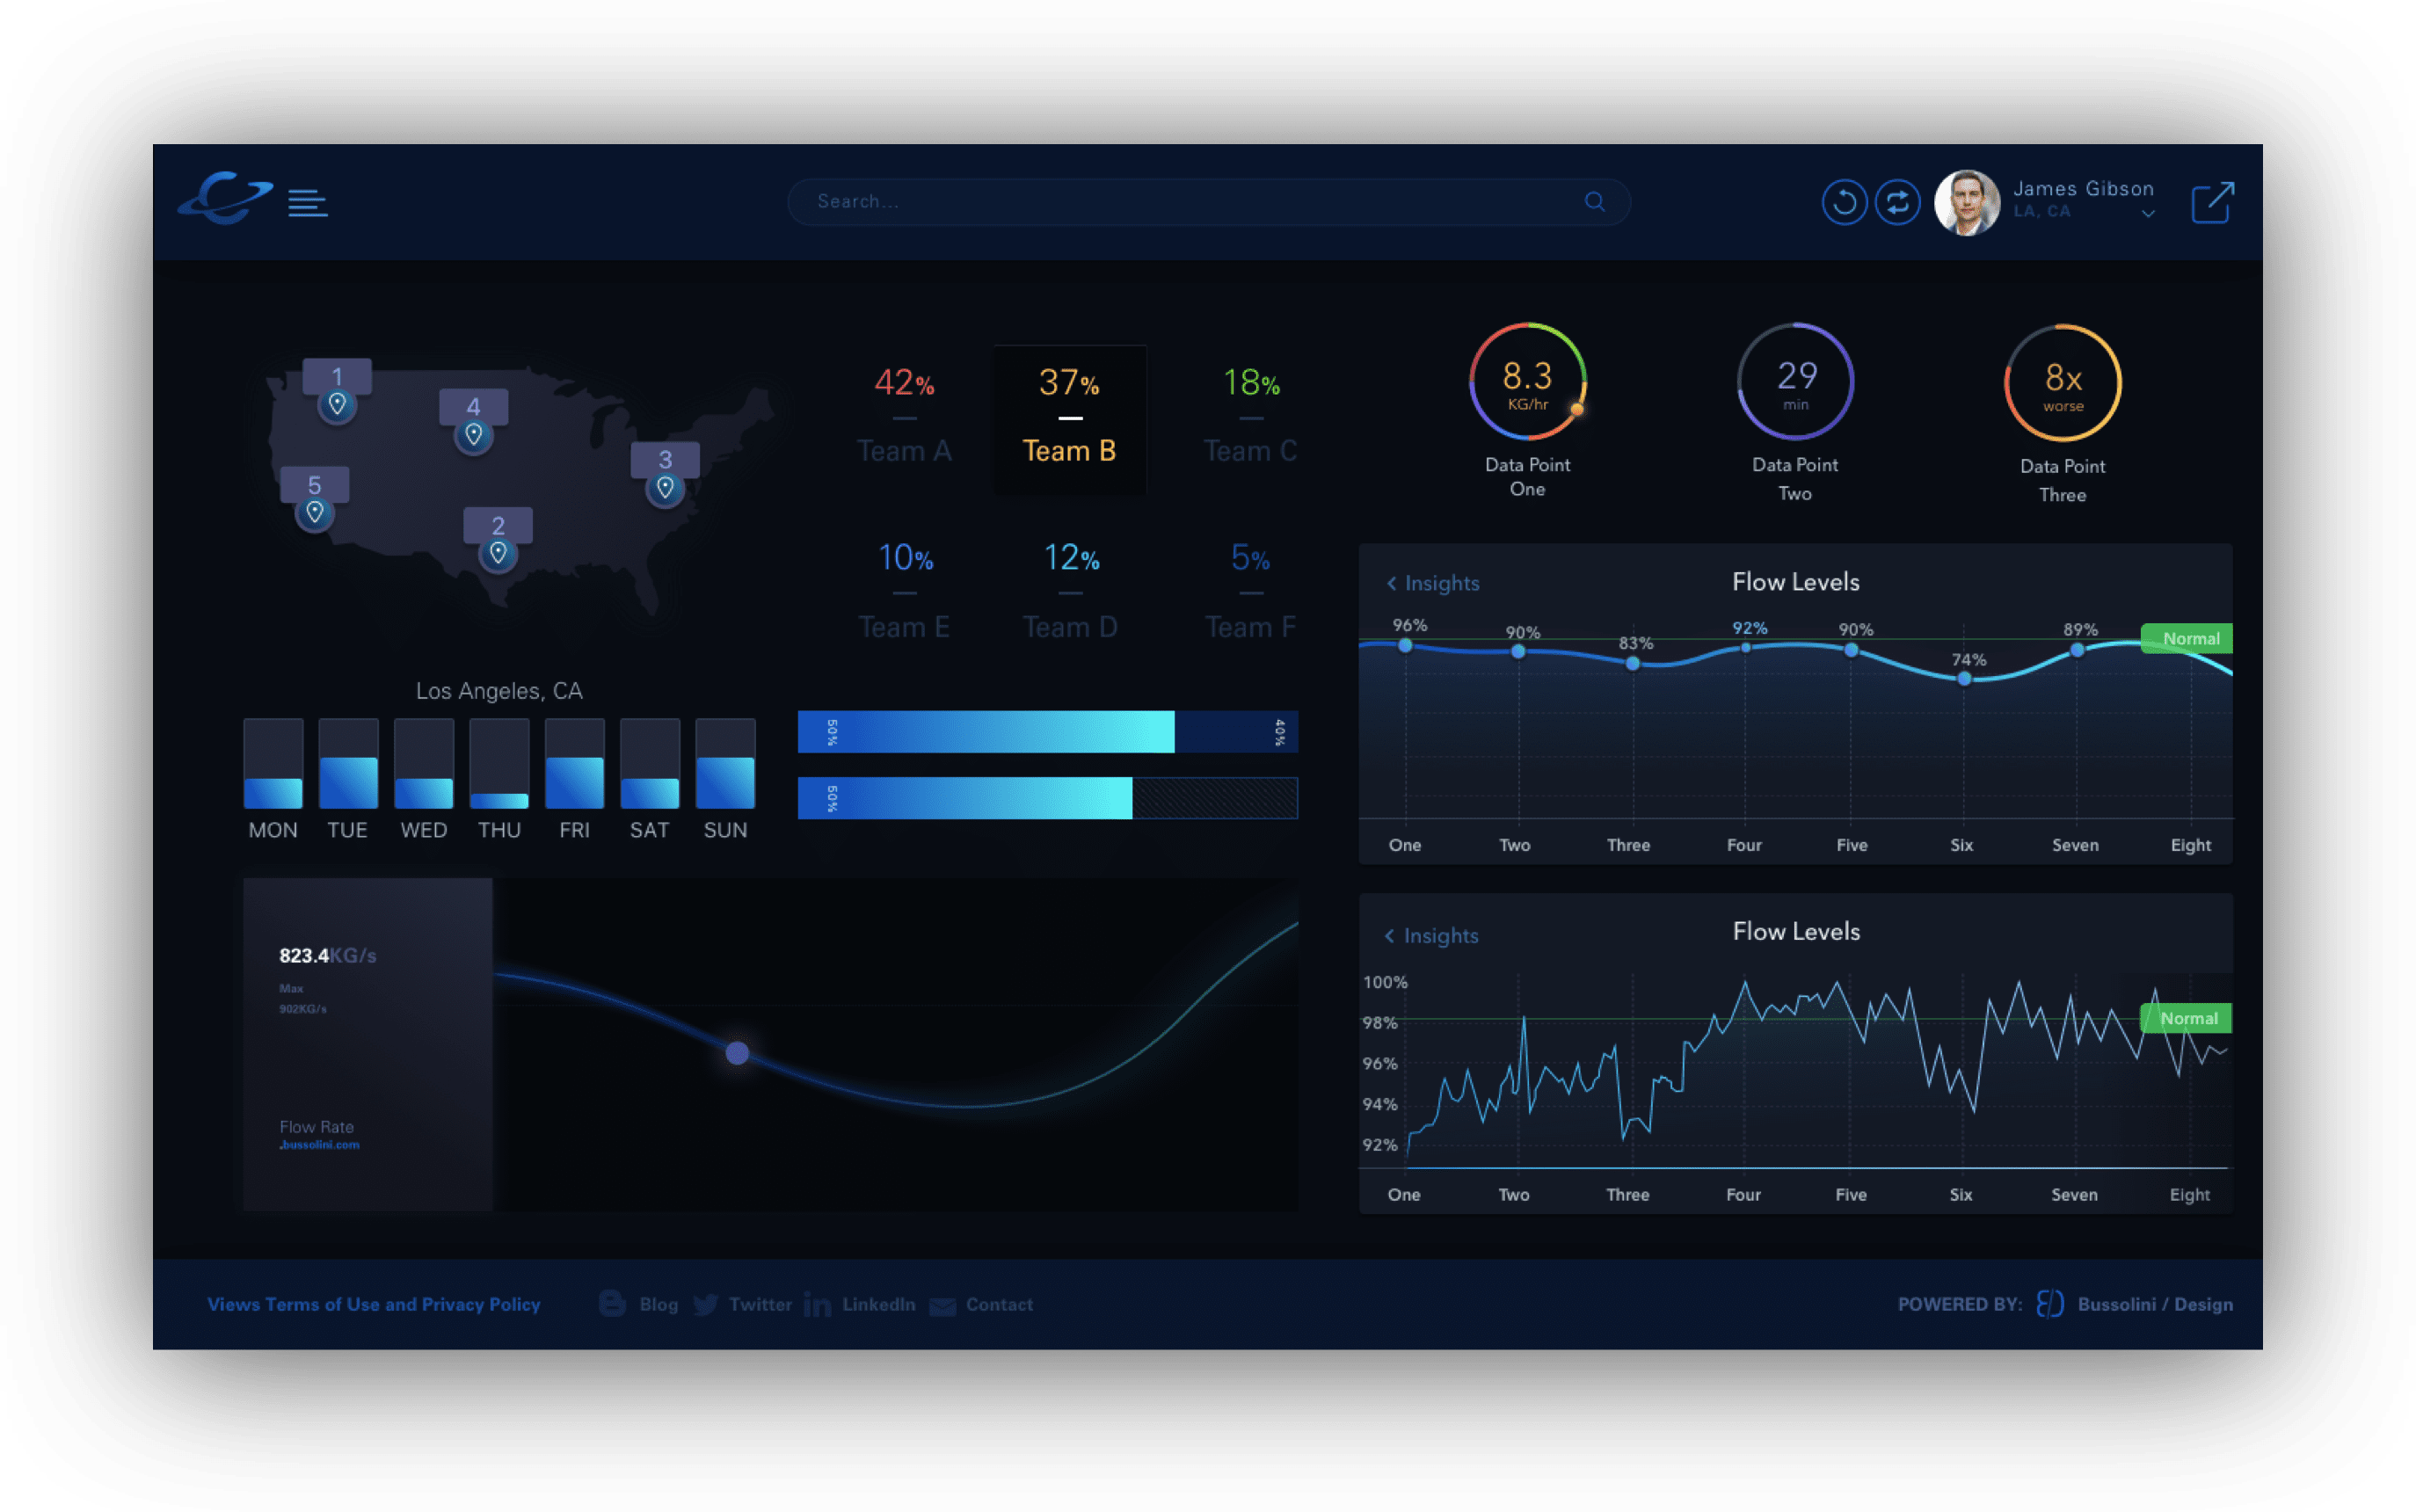 Search...
James Gibson
LA, CA
1
4
3
5
2
42%
Team A
37%
Team B
18%
Team C
10%
Team E
12%
Team D
5%
Team F
8.3
KG/hr
Data Point
One
29
min
Data Point
Two
8x
worse
Data Point
Three
Los Angeles, CA
MON TUE WED THU FRI SAT SUN
50% 40%
50%
823.4KG/s
Max
902KG/s
Flow Rate
.bussolini.com
Insights
Flow Levels
96% 90% 83% 92% 90% 74% 89%
Normal
One Two Three Four Five Six Seven Eight
Insights
Flow Levels
100%
98%
96%
94%
92%
Normal
One Two Three Four Five Six Seven Eight
Views Terms of Use and Privacy Policy
Blog Twitter LinkedIn Contact
POWERED BY: Bussolini / Design